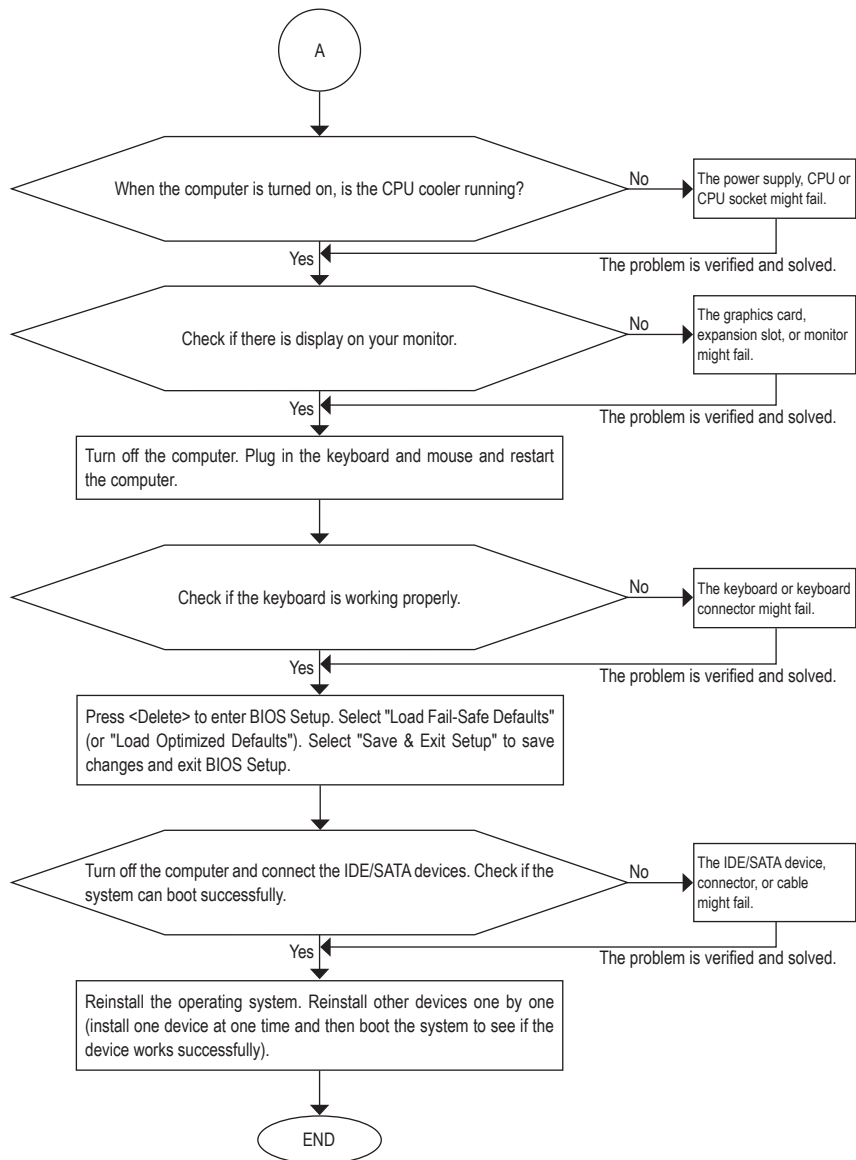 A
When the computer is turned on, is the CPU cooler running?
No
The power supply, CPU or
CPU socket might fail.
Yes
The problem is verified and solved.
Check if there is display on your monitor.
No
The graphics card,
expansion slot, or monitor
might fail.
Yes
The problem is verified and solved.
Turn off the computer. Plug in the keyboard and mouse and restart
the computer.
Check if the keyboard is working properly.
No
The keyboard or keyboard
connector might fail.
Yes
The problem is verified and solved.
Press <Delete> to enter BIOS Setup. Select "Load Fail-Safe Defaults"
(or "Load Optimized Defaults"). Select "Save & Exit Setup" to save
changes and exit BIOS Setup.
Turn off the computer and connect the IDE/SATA devices. Check if the
system can boot successfully.
No
The IDE/SATA device,
connector, or cable
might fail.
Yes
The problem is verified and solved.
Reinstall the operating system. Reinstall other devices one by one
(install one device at one time and then boot the system to see if the
device works successfully).
END